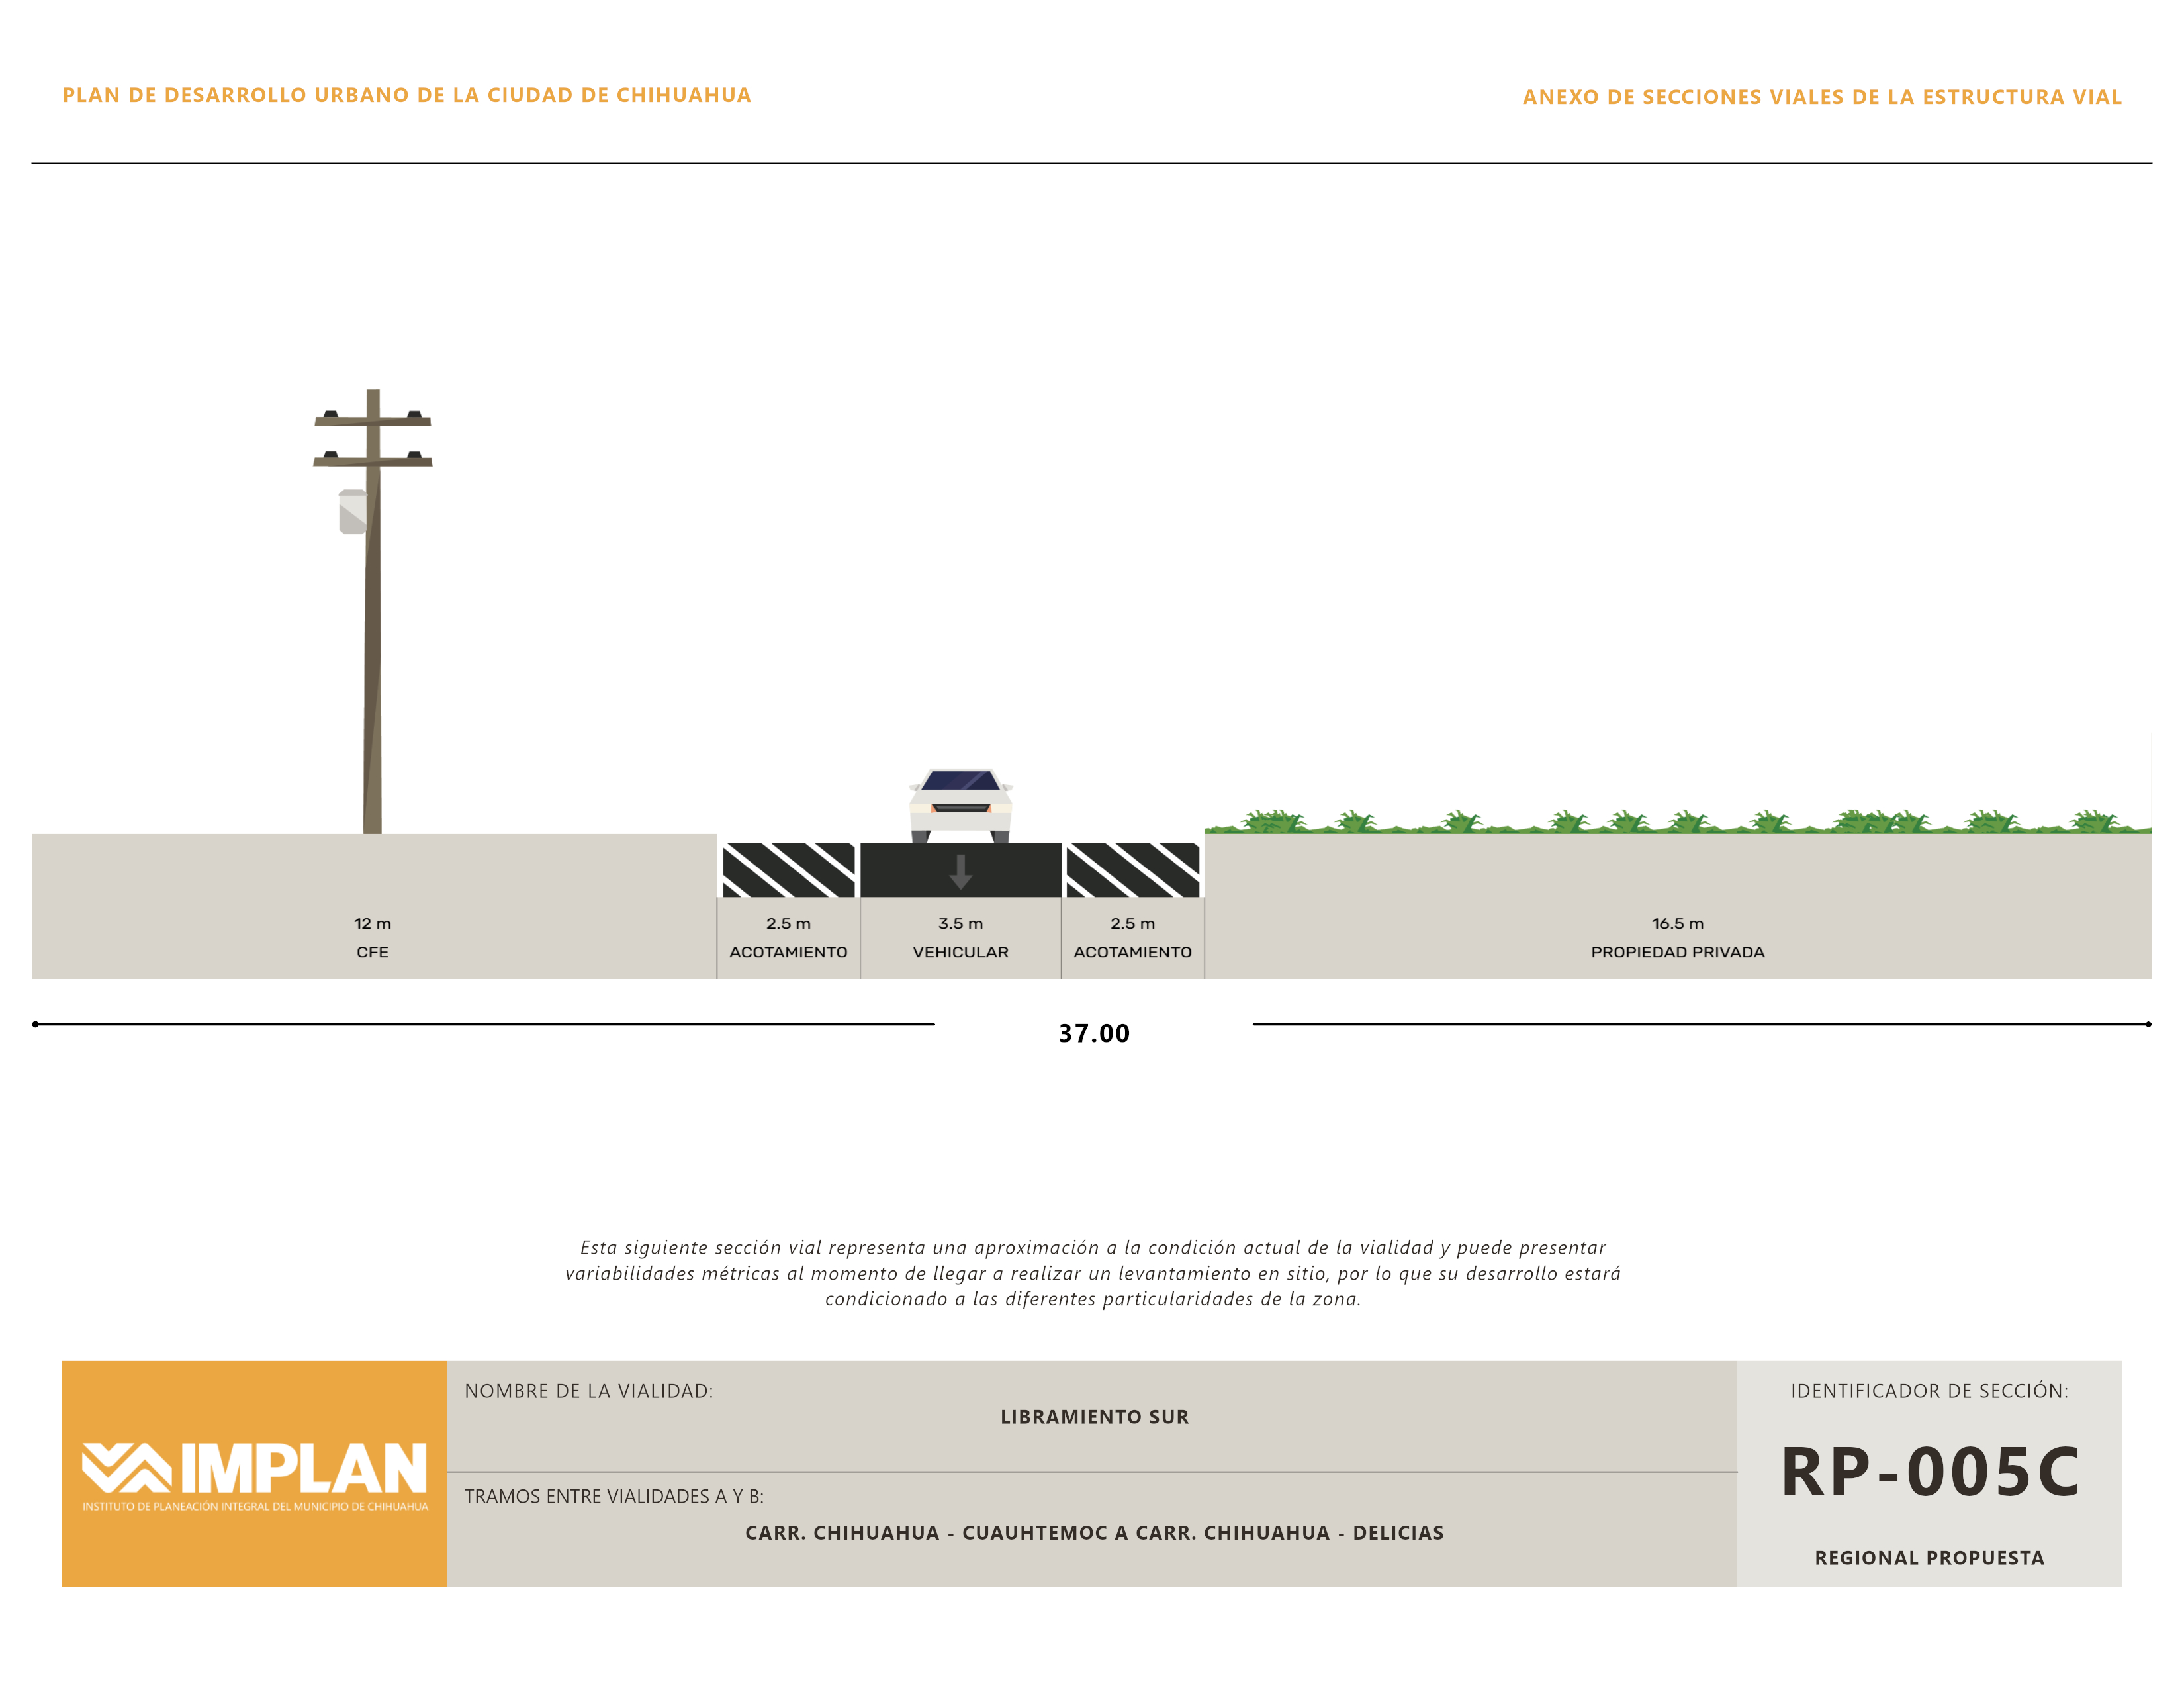 PLAN DE DESARROLLO URBANO DE LA CIUDAD DE CHIHUAHUA
ANEXO DE SECCIONES VIALES DE LA ESTRUCTURA VIAL
12 m
CFE
2.5 m
ACOTAMIENTO
3.5 m
VEHICULAR
2.5 m
ACOTAMIENTO
16.5 m
PROPIEDAD PRIVADA
37.00
Esta siguiente sección vial representa una aproximación a la condición actual de la vialidad y puede presentar
variabilidades métricas al momento de llegar a realizar un levantamiento en sitio, por lo que su desarrollo estará
condicionado a las diferentes particularidades de la zona.
IMPLAN
INSTITUTO DE PLANEACIÓN INTEGRAL DEL MUNICIPIO DE CHIHUAHUA
NOMBRE DE LA VIALIDAD:
LIBRAMIENTO SUR
TRAMOS ENTRE VIALIDADES A Y B:
CARR. CHIHUAHUA - CUAUHTEMOC A CARR. CHIHUAHUA - DELICIAS
IDENTIFICADOR DE SECCIÓN:
RP-005C
REGIONAL PROPUESTA